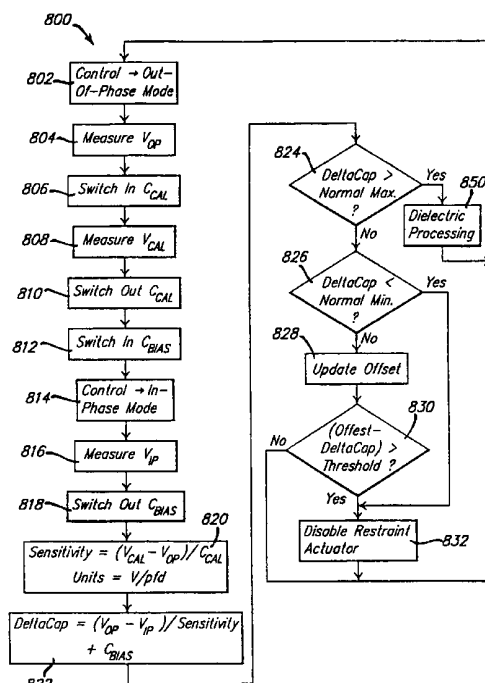 800
802
Control → Out-
Of-Phase Mode
804
Measure V_OP
806
Switch In C_CAL
808
Measure V_CAL
810
Switch Out C_CAL
812
Switch In C_BIAS
814
Control → In-
Phase Mode
816
Measure V_IP
818
Switch Out C_BIAS
820
Sensitivity = (V_CAL – V_OP)/C_CAL
Units = V/pfd
DeltaCap = (V_OP – V_IP)/Sensitivity
+ C_BIAS
824
DeltaCap >
Normal Max.
?
Yes
850
Dielectric
Processing
No
826
DeltaCap <
Normal Min.
?
Yes
No
828
Update Offset
830
(Offest–
DeltaCap) >
Threshold ?
No
Yes
Disable Restraint
Actuator
832